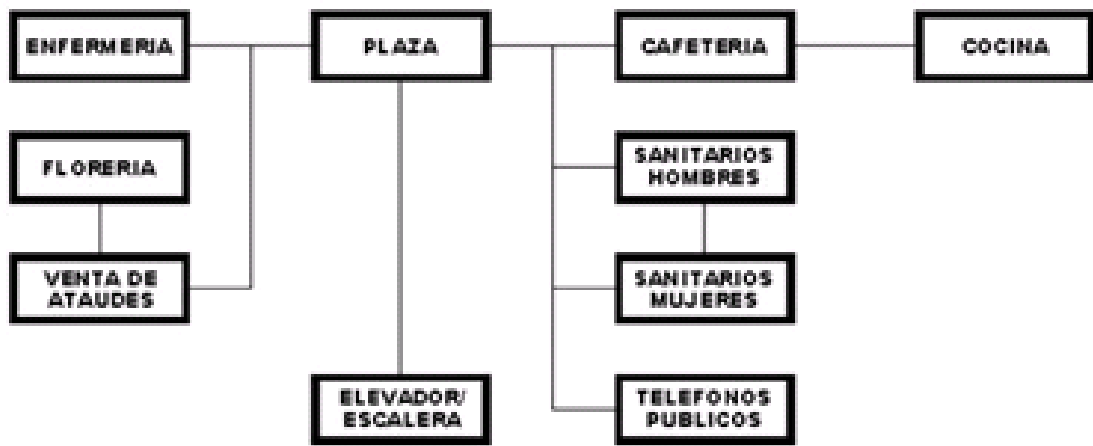 ENFERMERIA
PLAZA
CAFETERIA
COCINA
FLORERIA
SANITARIOS
HOMBRES
VENTA DE
ATAUDES
SANITARIOS
MUJERES
ELEVADOR/
ESCALERA
TELEFONOS
PUBLICOS